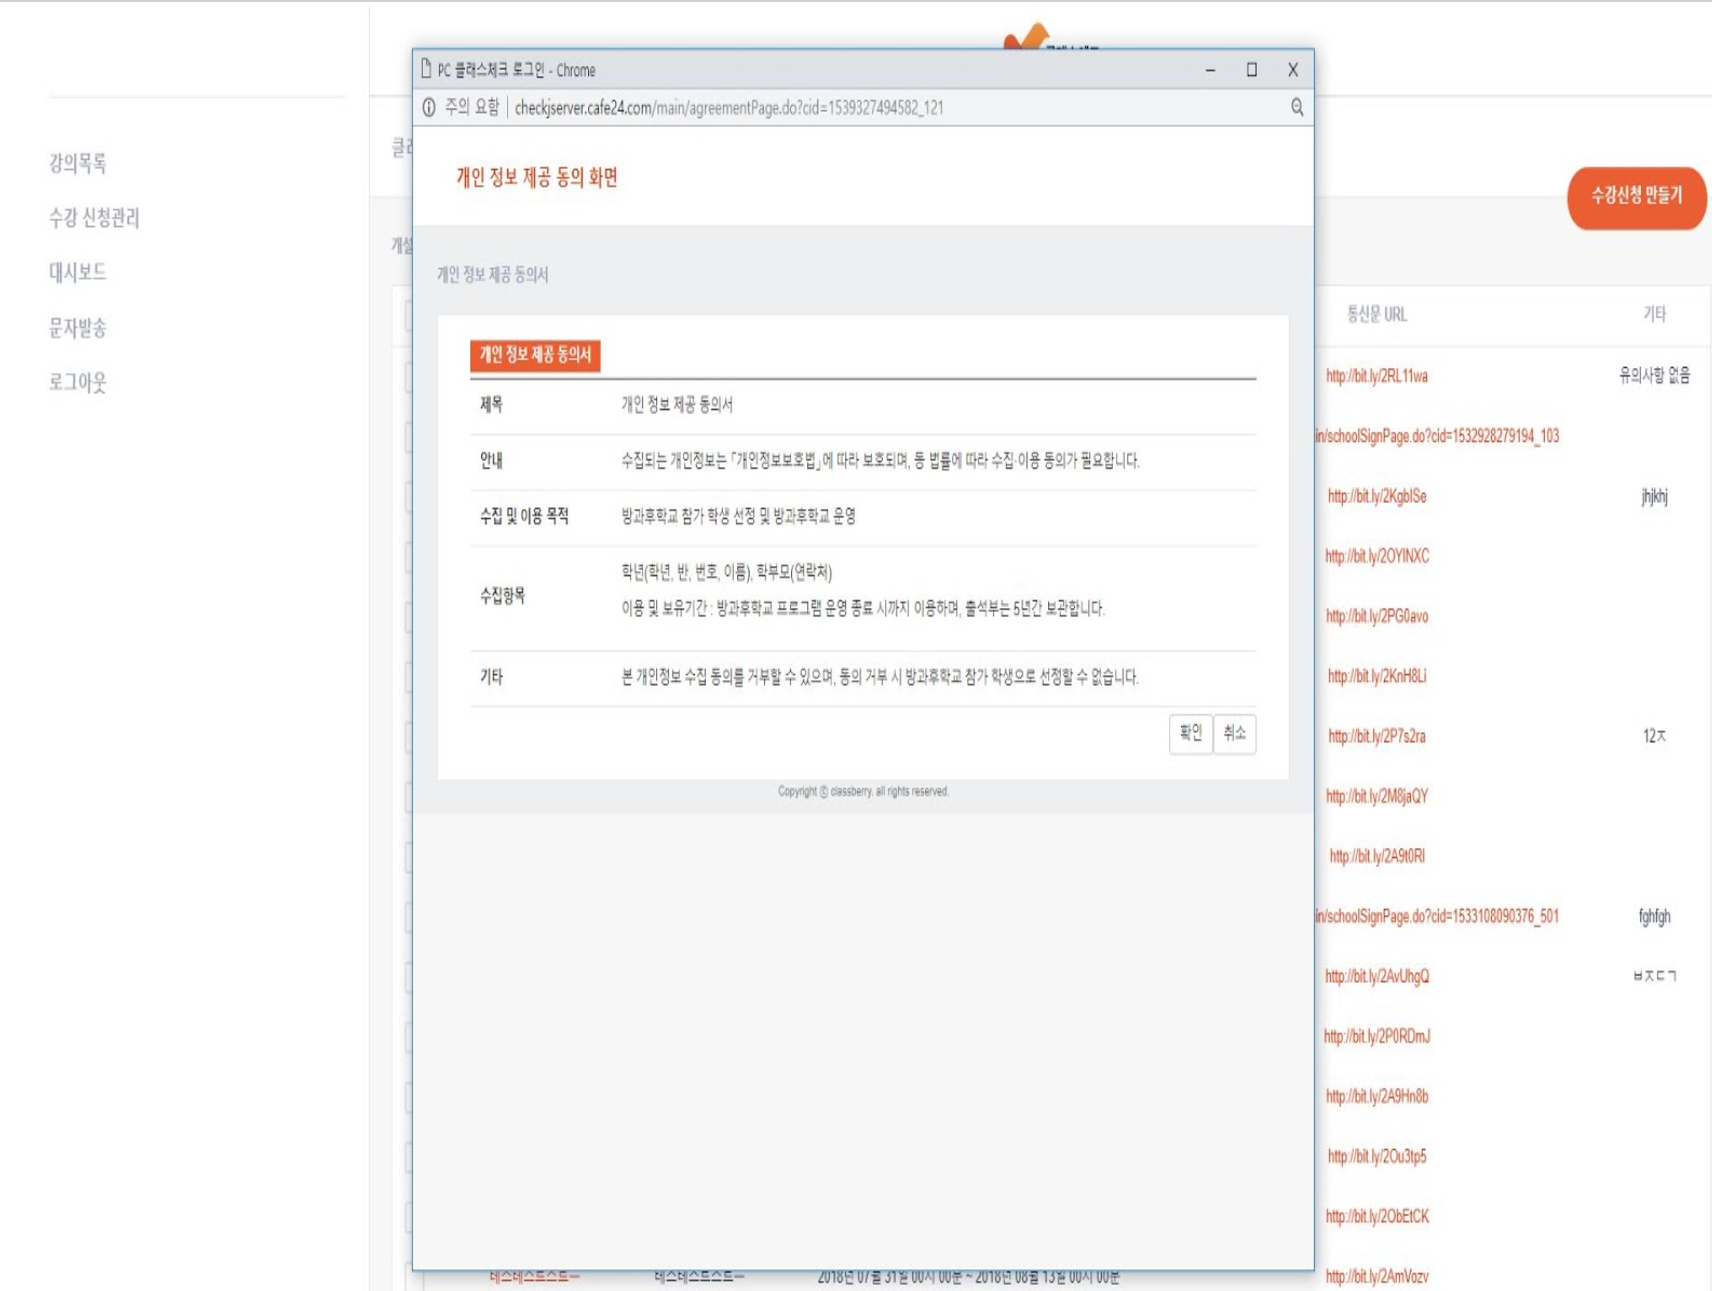 PC 클래스체크 로그인 - Chrome
주의 요함 | checkjserver.cafe24.com/main/agreementPage.do?cid=1539327494582_121
강의목록
수강 신청관리
대시보드
문자발송
로그아웃
수강신청 만들기
개인 정보 제공 동의 화면
개인 정보 제공 동의서
개인 정보 제공 동의서
제목 개인 정보 제공 동의서
안내 수집되는 개인정보는 「개인정보보호법」에 따라 보호되며, 동 법률에 따라 수집·이용 동의가 필요합니다.
수집 및 이용 목적 방과후학교 참가 학생 선정 및 방과후학교 운영
수집항목 학년(학년, 반, 번호, 이름), 학부모(연락처)
이용 및 보유기간 : 방과후학교 프로그램 운영 종료 시까지 이용하며, 출석부는 5년간 보관합니다.
기타 본 개인정보 수집 동의를 거부할 수 있으며, 동의 거부 시 방과후학교 참가 학생으로 선정할 수 없습니다.
확인 취소
Copyright ⓒ classberry. all rights reserved.
통신문 URL 기타
http://bit.ly/2RL11wa 유의사항 없음
in/schoolSignPage.do?cid=1532928279194_103
http://bit.ly/2KgbISe jhjkhj
http://bit.ly/2OYlNXC
http://bit.ly/2PG0avo
http://bit.ly/2KnH8Li
http://bit.ly/2P7s2ra 12ㅈ
http://bit.ly/2M8jaQY
http://bit.ly/2A9t0Rl
in/schoolSignPage.do?cid=1533108090376_501 fghfgh
http://bit.ly/2AvUhgQ ㅂㅈㄷㄱ
http://bit.ly/2P0RDmJ
http://bit.ly/2A9Hn8b
http://bit.ly/2Ou3tp5
http://bit.ly/2ObEtCK
테스테스트스트ㅡ 테스테스트스트ㅡ 2018년 07월 31일 00시 00분 ~ 2018년 08월 13일 00시 00분 http://bit.ly/2AmVozv